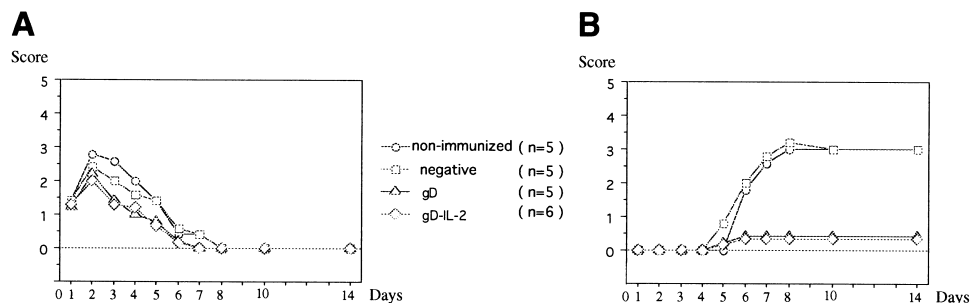 A
Score
5
4
3
2
1
0
0 1 2 3 4 5 6 7 8 10 14 Days
non-immunized ( n=5 )
negative ( n=5 )
gD ( n=5 )
gD-IL-2 (n=6 )
B
Score
5
4
3
2
1
0
0 1 2 3 4 5 6 7 8 10 14 Days